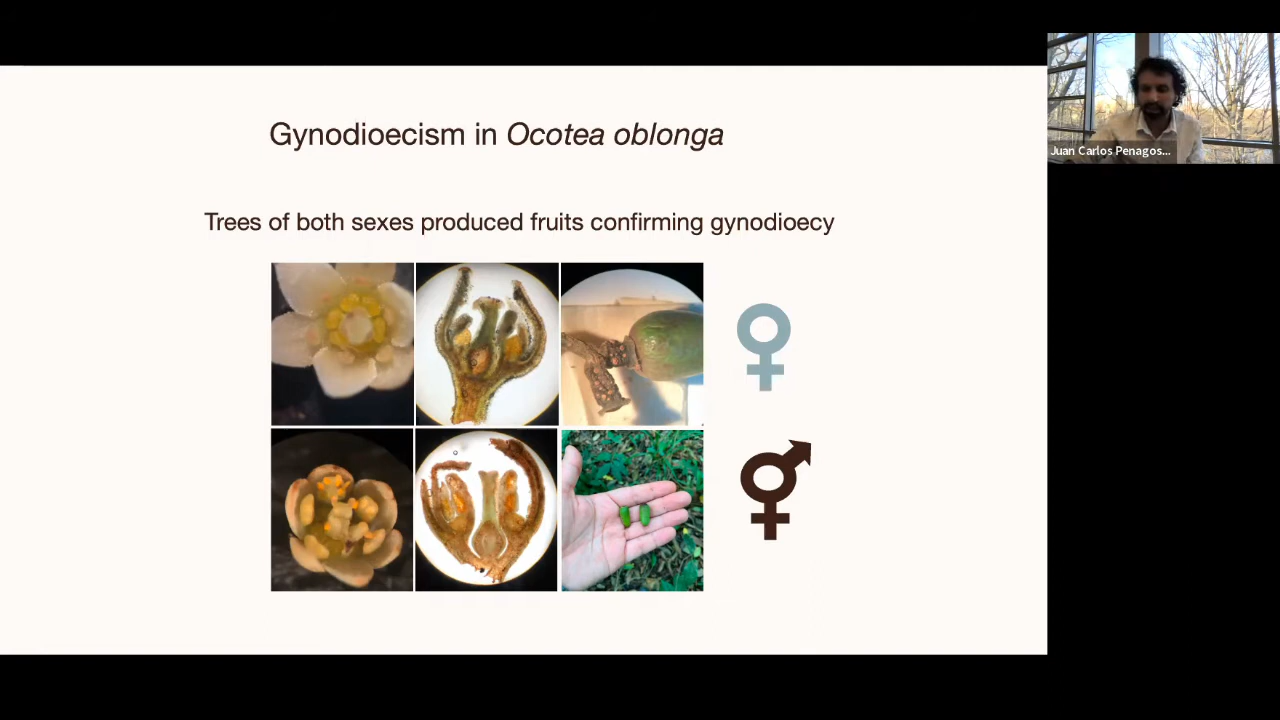 Gynodioecism in Ocotea oblonga
Trees of both sexes produced fruits confirming gynodioecy
Juan Carlos Penagos...